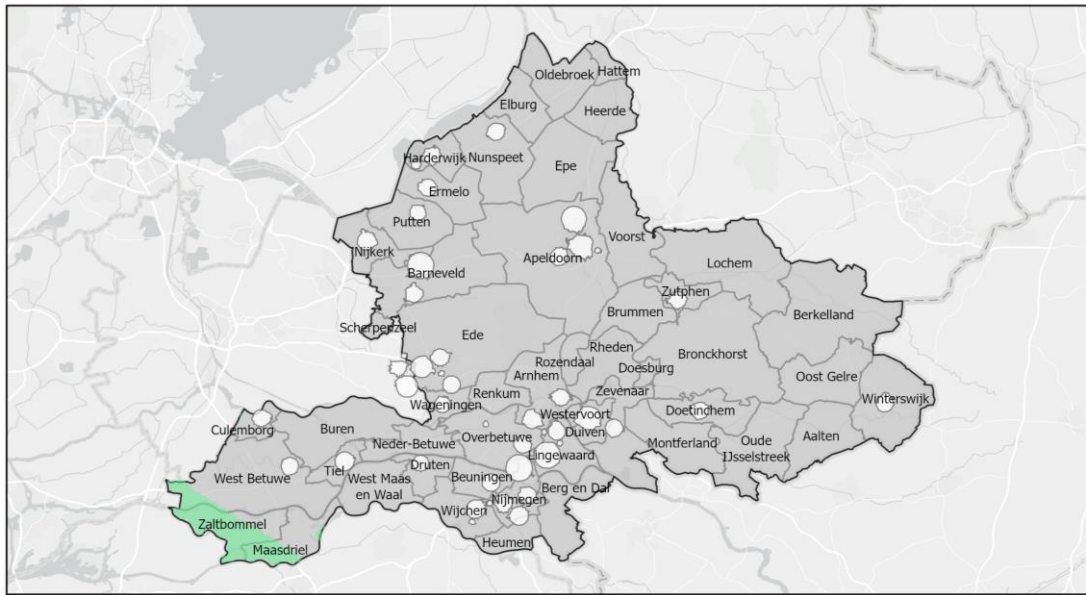 Oldebroek
Hattem
Elburg
Heerde
Harderwijk
Nunspeet
Epe
Ermelo
Putten
Voorst
Nijkerk
Apeldoorn
Lochem
Barneveld
Zutphen
Brummen
Berkelland
Scherpenzeel
Ede
Rheden
Bronckhorst
Rozendaal
Doesburg
Arnhem
Oost Gelre
Renkum
Zevenaar
Winterswijk
Wageningen
Westervoort
Doetinchem
Culemborg
Buren
Duiven
Neder-Betuwe
Overbetuwe
Aalten
Montferland
Oude
IJsselstreek
Lingewaard
Tiel
Druten
West Betuwe
West Maas
en Waal
Beuningen
Berg en Dal
Nijmegen
Wijchen
Zaltbommel
Heumen
Maasdriel